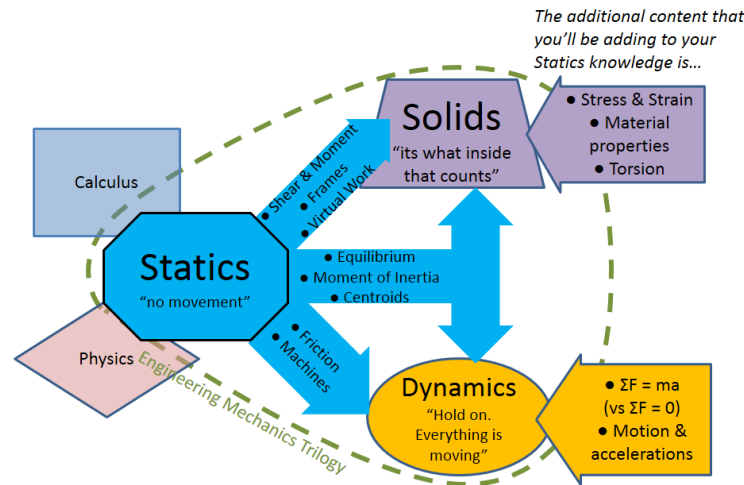 The additional content that
you'll be adding to your
Statics knowledge is...
Solids
"its what inside
that counts"
● Stress & Strain
● Material
properties
● Torsion
Calculus
● Shear & Moment
● Frames
● Virtual Work
Statics
"no movement"
● Equilibrium
● Moment of Inertia
● Centroids
Physics
● Friction
● Machines
Engineering Mechanics Trilogy
Dynamics
"Hold on.
Everything is
moving"
● ΣF = ma
(vs ΣF = 0)
● Motion &
accelerations